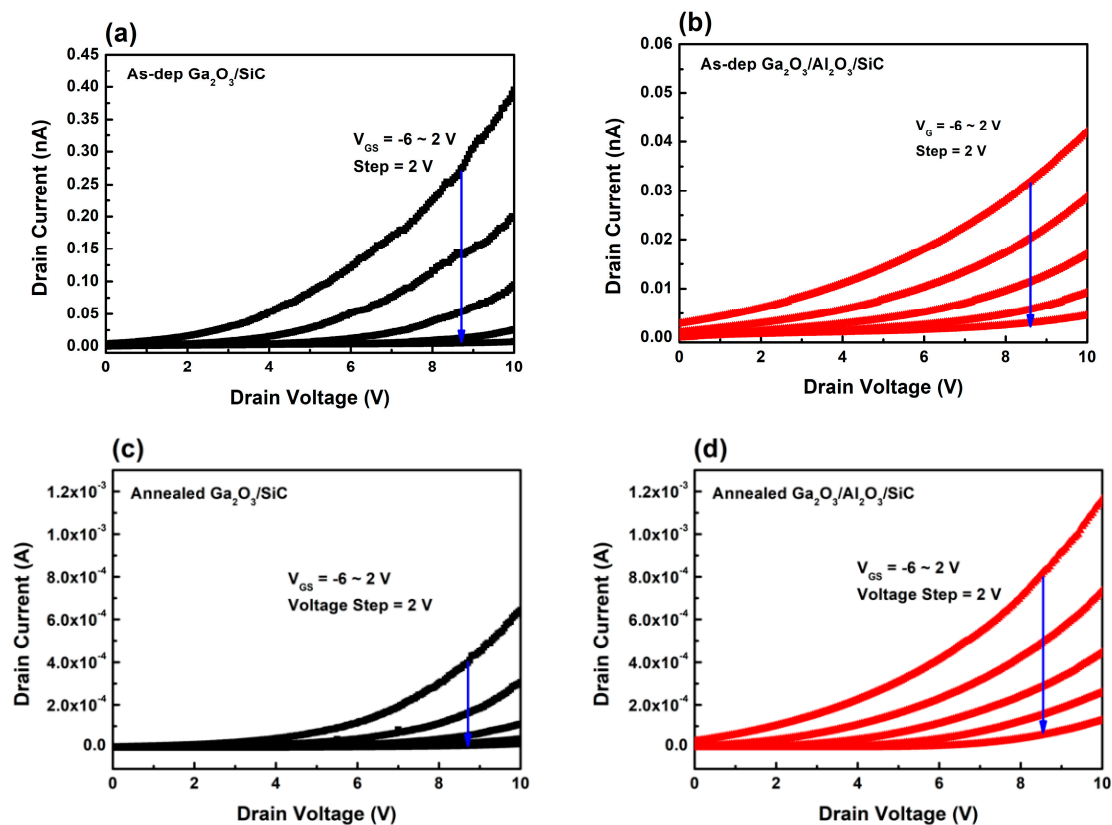 (a)
0.45
0.40
0.35
0.30
0.25
0.20
0.15
0.10
0.05
0.00
Drain Current (nA)
As-dep Ga₂O₃/SiC
V_GS = -6 ~ 2 V
Step = 2 V
0 2 4 6 8 10
Drain Voltage (V)
(b)
0.06
0.05
0.04
0.03
0.02
0.01
0.00
Drain Current (nA)
As-dep Ga₂O₃/Al₂O₃/SiC
V_G = -6 ~ 2 V
Step = 2 V
0 2 4 6 8 10
Drain Voltage (V)
(c)
1.2x10⁻³
1.0x10⁻³
8.0x10⁻⁴
6.0x10⁻⁴
4.0x10⁻⁴
2.0x10⁻⁴
0.0
Drain Current (A)
Annealed Ga₂O₃/SiC
V_GS = -6 ~ 2 V
Voltage Step = 2 V
0 2 4 6 8 10
Drain Voltage (V)
(d)
1.2x10⁻³
1.0x10⁻³
8.0x10⁻⁴
6.0x10⁻⁴
4.0x10⁻⁴
2.0x10⁻⁴
0.0
Drain Current (A)
Annealed Ga₂O₃/Al₂O₃/SiC
V_GS = -6 ~ 2 V
Voltage Step = 2 V
0 2 4 6 8 10
Drain Voltage (V)